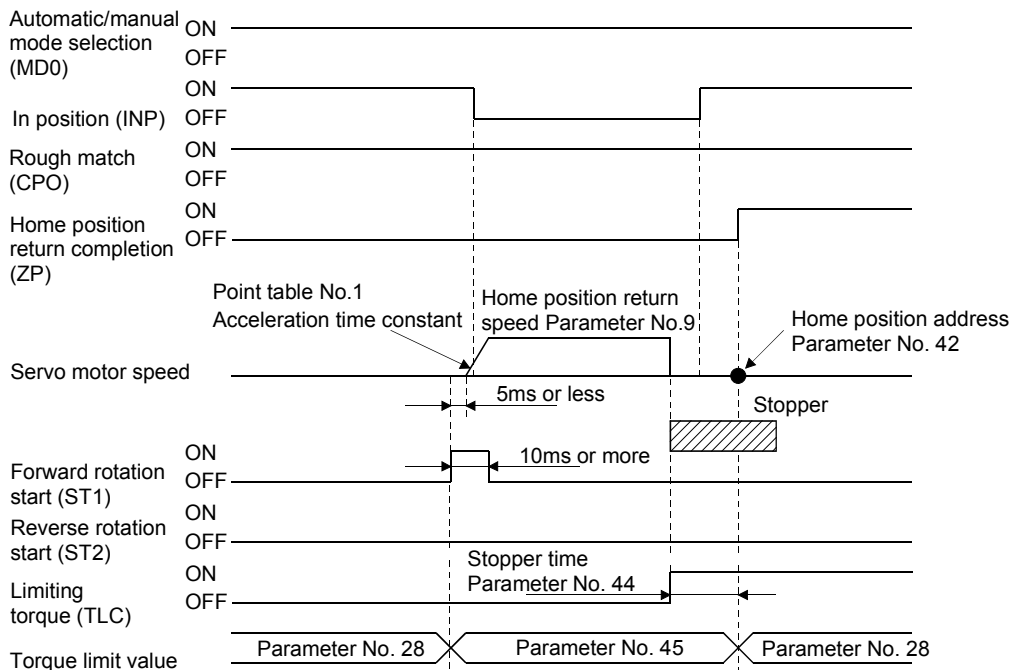 Automatic/manual
mode selection
(MD0)
ON
OFF
In position (INP)
ON
OFF
Rough match
(CPO)
ON
OFF
Home position
return completion
(ZP)
ON
OFF
Point table No.1
Acceleration time constant
Home position return
speed Parameter No.9
Home position address
Parameter No. 42
Servo motor speed
5ms or less
Stopper
Forward rotation
start (ST1)
ON
OFF
10ms or more
Reverse rotation
start (ST2)
ON
OFF
Limiting
torque (TLC)
ON
OFF
Stopper time
Parameter No. 44
Torque limit value
Parameter No. 28
Parameter No. 45
Parameter No. 28